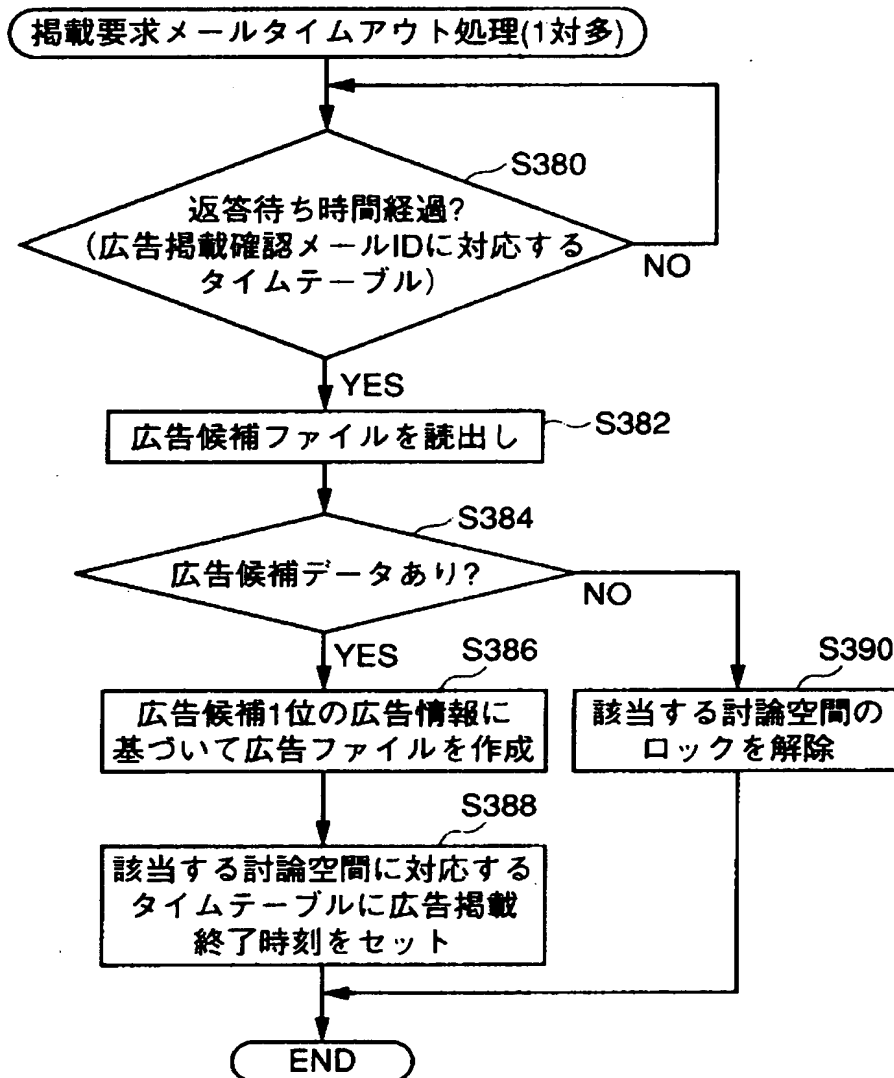 掲載要求メールタイムアウト処理(1対多)
S380
返答待ち時間経過?
(広告掲載確認メールIDに対応する
タイムテーブル)
NO
YES
広告候補ファイルを読出し
S382
S384
広告候補データあり?
NO
YES
S386
広告候補1位の広告情報に
基づいて広告ファイルを作成
S390
該当する討論空間の
ロックを解除
S388
該当する討論空間に対応する
タイムテーブルに広告掲載
終了時刻をセット
END